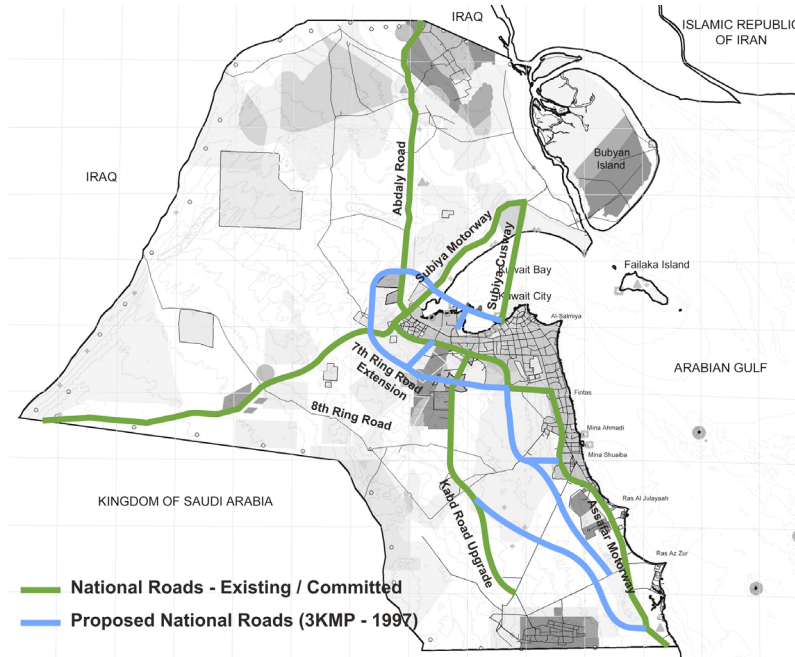 IRAQ
ISLAMIC REPUBLIC
OF IRAN
IRAQ
Abdaly Road
Bubyan
Island
Subiya Motorway
Subiya Cusway
Kuwait Bay
Failaka Island
Kuwait City
Al-Salmiya
7th Ring Road
Extension
ARABIAN GULF
8th Ring Road
Fintas
Mina Ahmadi
Mina Shuaiba
KINGDOM OF SAUDI ARABIA
Kabd Road Upgrade
Assafar Motorway
Ras Al Julayaah
Ras Az Zur
National Roads - Existing / Committed
Proposed National Roads (3KMP - 1997)